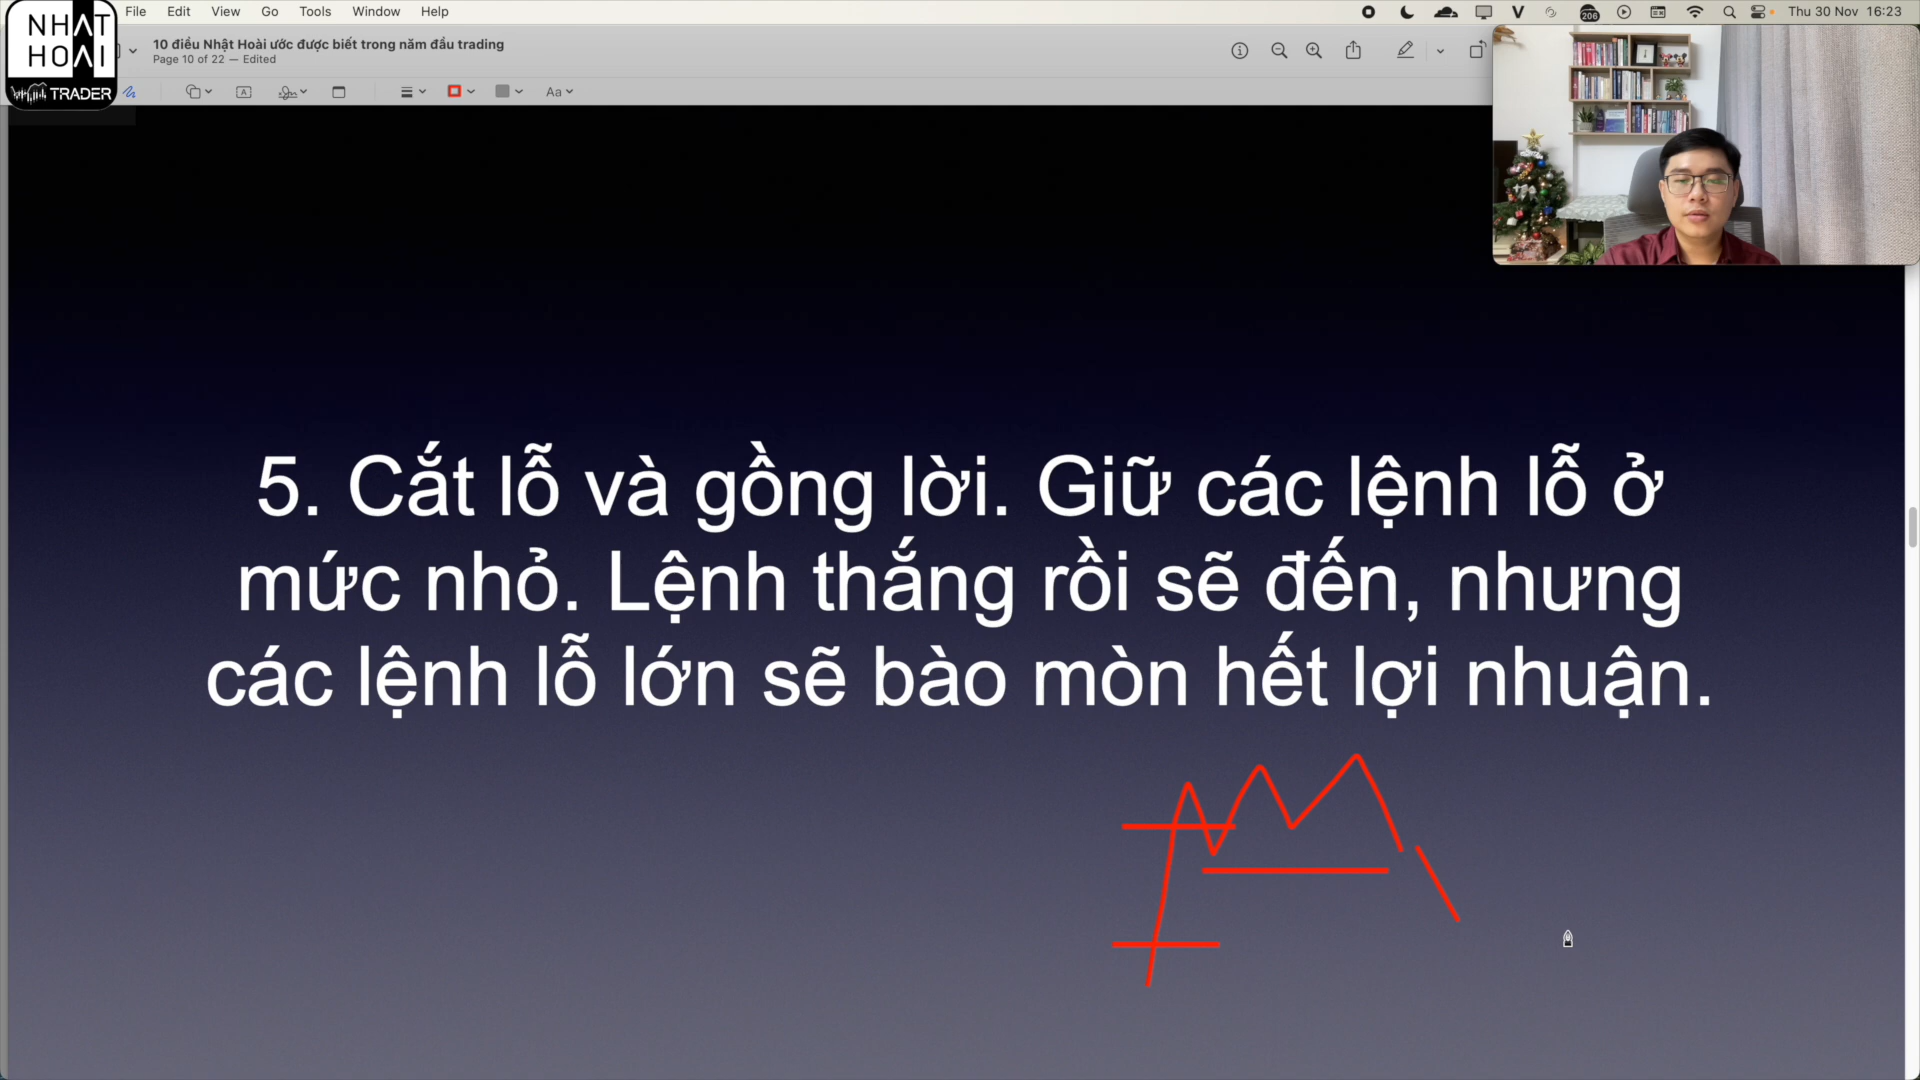 File Edit View Go Tools Window Help
206
Thu 30 Nov 16:23
NHẬT
HOÀI
TRADER
10 điều Nhật Hoài ước được biết trong năm đầu trading
Page 10 of 22 — Edited
Aa
5. Cắt lỗ và gồng lời. Giữ các lệnh lỗ ở
mức nhỏ. Lệnh thắng rồi sẽ đến, nhưng
các lệnh lỗ lớn sẽ bào mòn hết lợi nhuận.